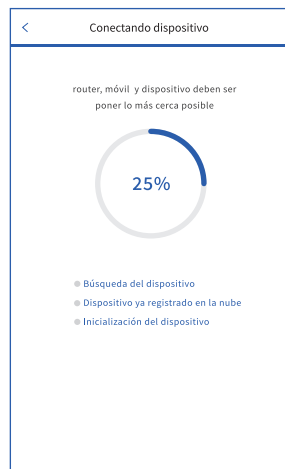 Conectando dispositivo
router, móvil y dispositivo deben ser
poner lo más cerca posible
25%
Búsqueda del dispositivo
Dispositivo ya registrado en la nube
Inicialización del dispositivo